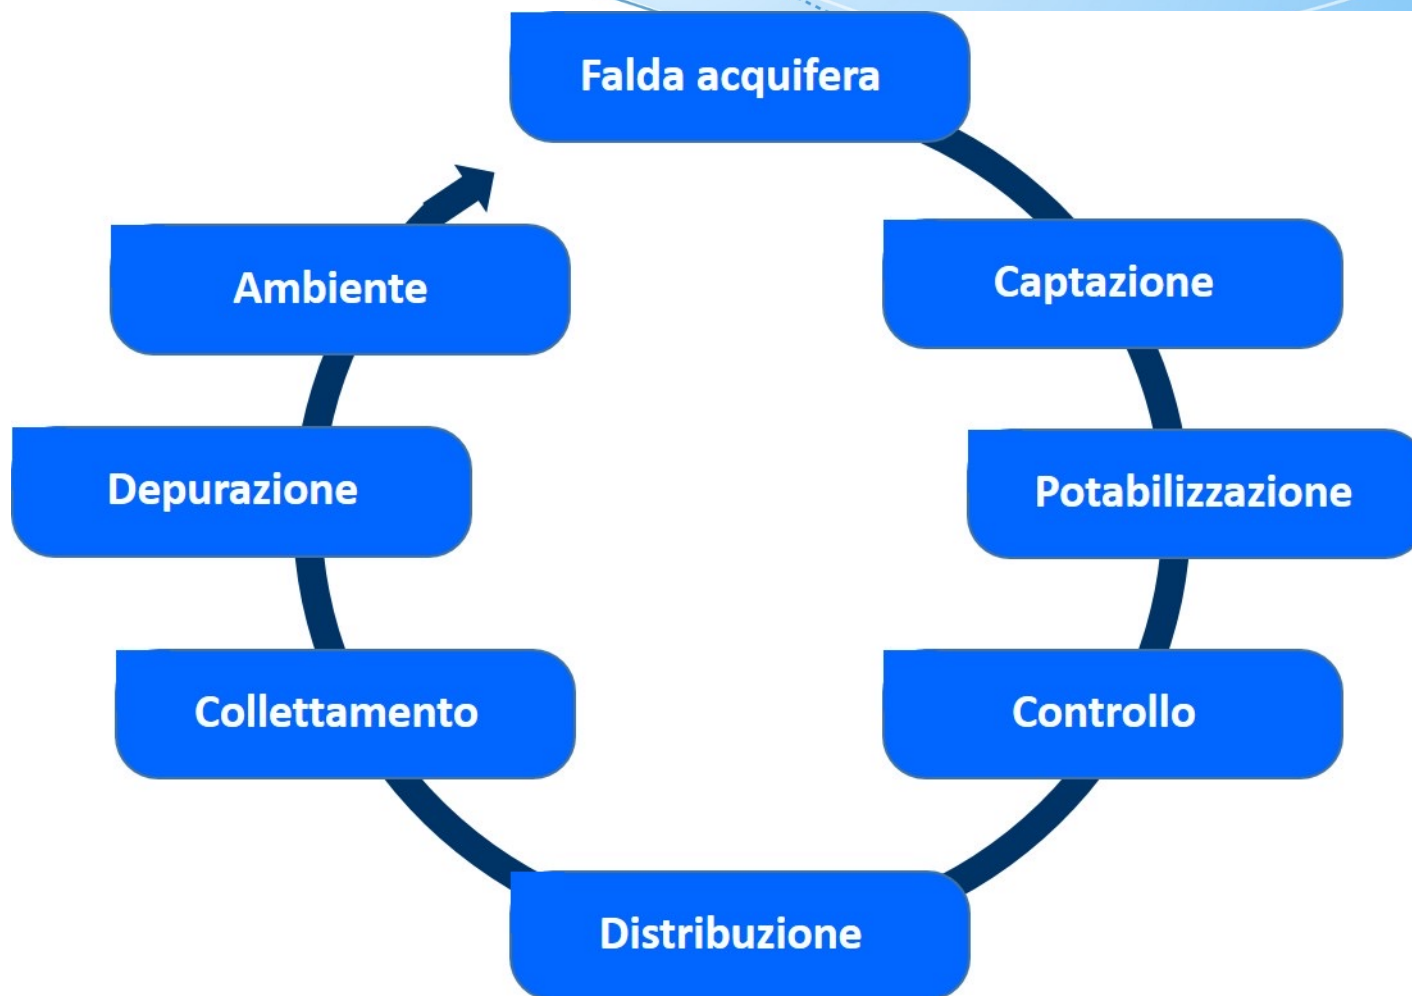 Falda acquifera
Captazione
Potabilizzazione
Controllo
Distribuzione
Collettamento
Depurazione
Ambiente